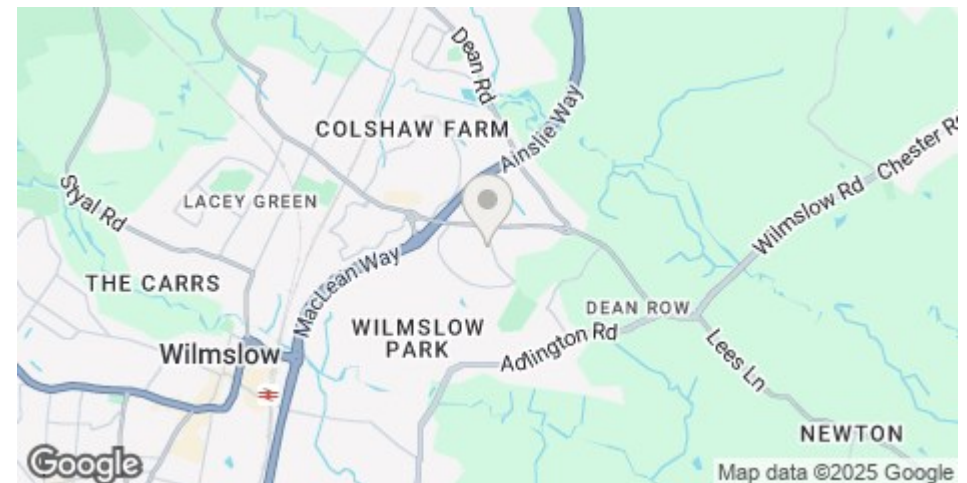 Dean Rd
COLSHAW FARM
Ainslie Way
Chester Rd
LACEY GREEN
Styal Rd
Wilmslow Rd
MacLean Way
THE CARRS
DEAN ROW
WILMSLOW
PARK
Wilmslow
Adlington Rd
Lees Ln
NEWTON
Google
Map data ©2025 Google